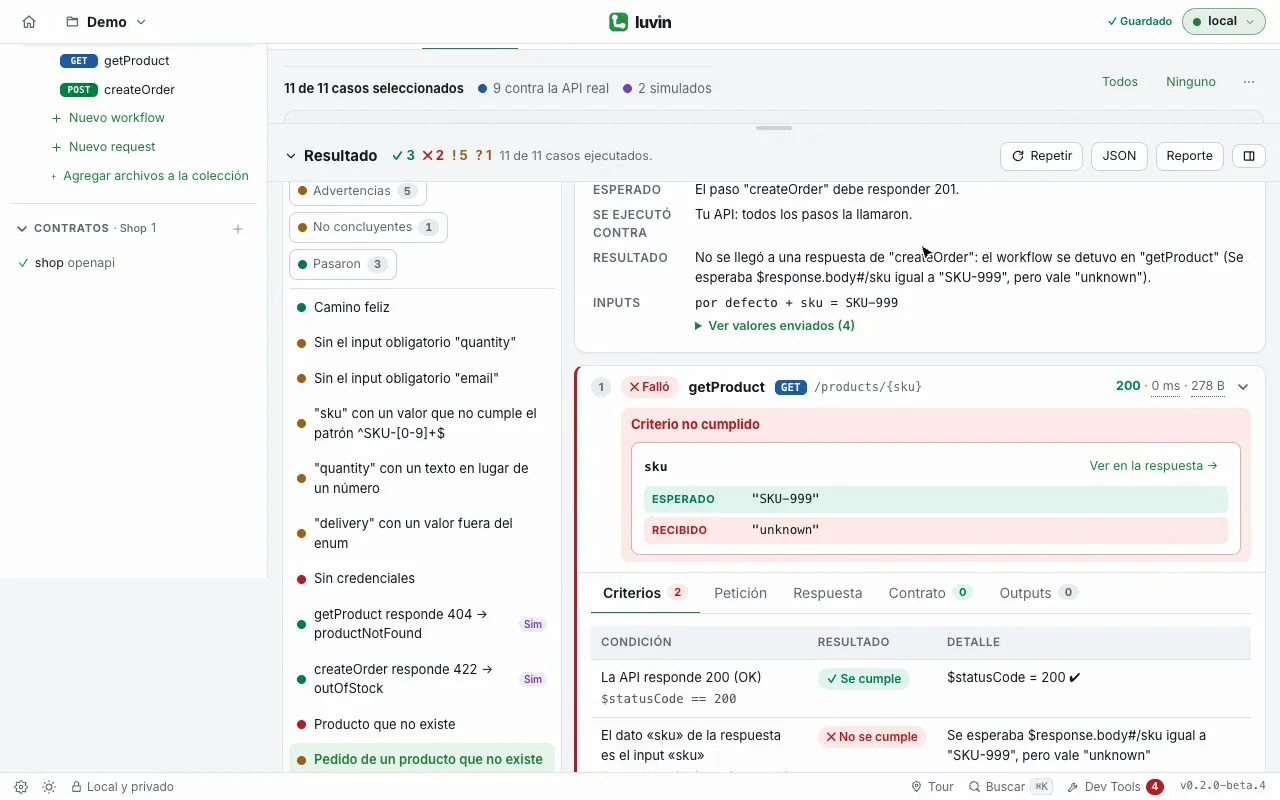 Demo
luvin
Guardado
local
GET getProduct
POST createOrder
+ Nuevo workflow
+ Nuevo request
+ Agregar archivos a la colección
CONTRATOS · Shop 1 +
shop openapi
11 de 11 casos seleccionados 9 contra la API real 2 simulados
Todos Ninguno ···
Resultado ✓ 3 ✕ 2 ! 5 ? 1 11 de 11 casos ejecutados.
Repetir JSON Reporte
Advertencias 5
No concluyentes 1
Pasaron 3
Camino feliz
Sin el input obligatorio "quantity"
Sin el input obligatorio "email"
"sku" con un valor que no cumple el
patrón ^SKU-[0-9]+$
"quantity" con un texto en lugar de
un número
"delivery" con un valor fuera del
enum
Sin credenciales
getProduct responde 404 →
productNotFound Sim
createOrder responde 422 →
outOfStock Sim
Producto que no existe
Pedido de un producto que no existe
ESPERADO El paso "createOrder" debe responder 201.
SE EJECUTÓ
CONTRA
Tu API: todos los pasos la llamaron.
RESULTADO No se llegó a una respuesta de "createOrder": el workflow se detuvo en "getProduct" (Se
esperaba $response.body#/sku igual a "SKU-999", pero vale "unknown").
INPUTS por defecto + sku = SKU-999
Ver valores enviados (4)
1 ✕ Falló getProduct GET /products/{sku} 200 · 0 ms · 278 B
Criterio no cumplido
sku Ver en la respuesta →
ESPERADO "SKU-999"
RECIBIDO "unknown"
Criterios 2 Petición Respuesta Contrato 0 Outputs 0
CONDICIÓN RESULTADO DETALLE
La API responde 200 (OK)
$statusCode == 200
✓ Se cumple
$statusCode = 200 ✔
El dato «sku» de la respuesta
es el input «sku»
✕ No se cumple
Se esperaba $response.body#/sku igual a
"SKU-999", pero vale "unknown"
Local y privado
Tour Buscar ⌘K Dev Tools 4 v0.2.0-beta.4